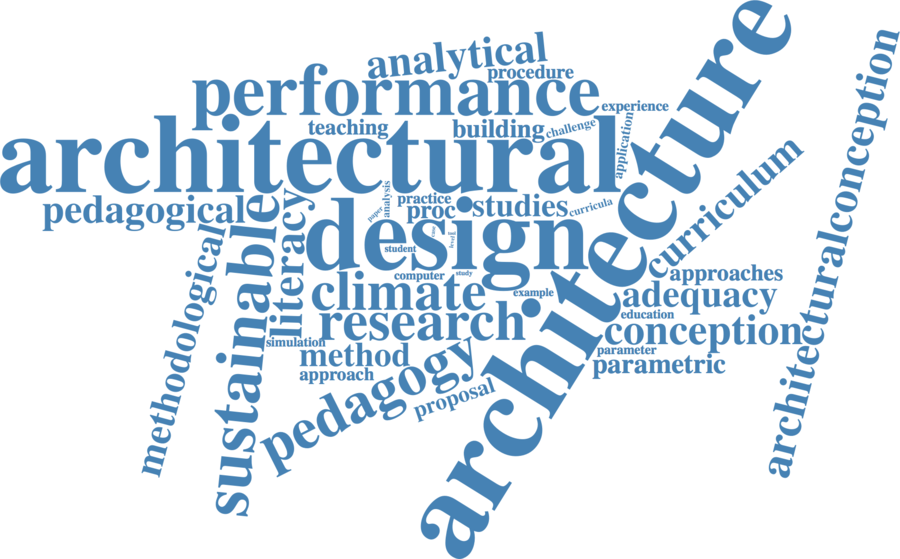 analytical
procedure
performance
experience
teaching
building
challenge
application
architectural
architecture
architecturalconception
curriculum
analysis
practice
paper
proc
studies
curricula
pedagogical
design
student
literacy
sustainable
methodological
computer
study
climate
example
approaches
adequacy
education
research
conception
simulation
method
parameter
parametric
approach
pedagogy
proposal